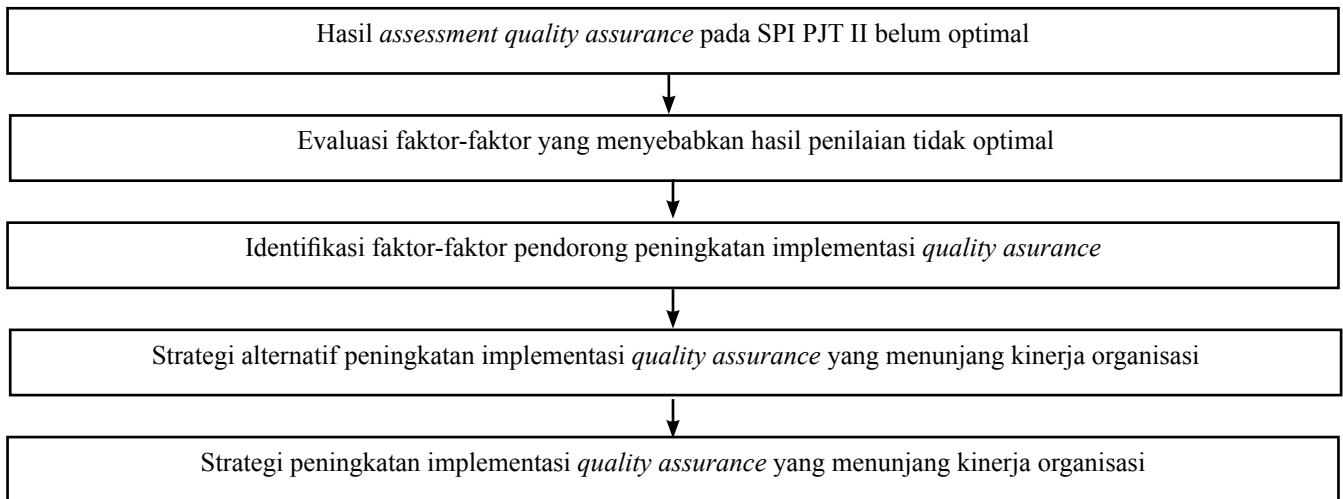 Hasil assessment quality assurance pada SPI PJT II belum optimal
Evaluasi faktor-faktor yang menyebabkan hasil penilaian tidak optimal
Identifikasi faktor-faktor pendorong peningkatan implementasi quality asurance
Strategi alternatif peningkatan implementasi quality assurance yang menunjang kinerja organisasi
Strategi peningkatan implementasi quality assurance yang menunjang kinerja organisasi